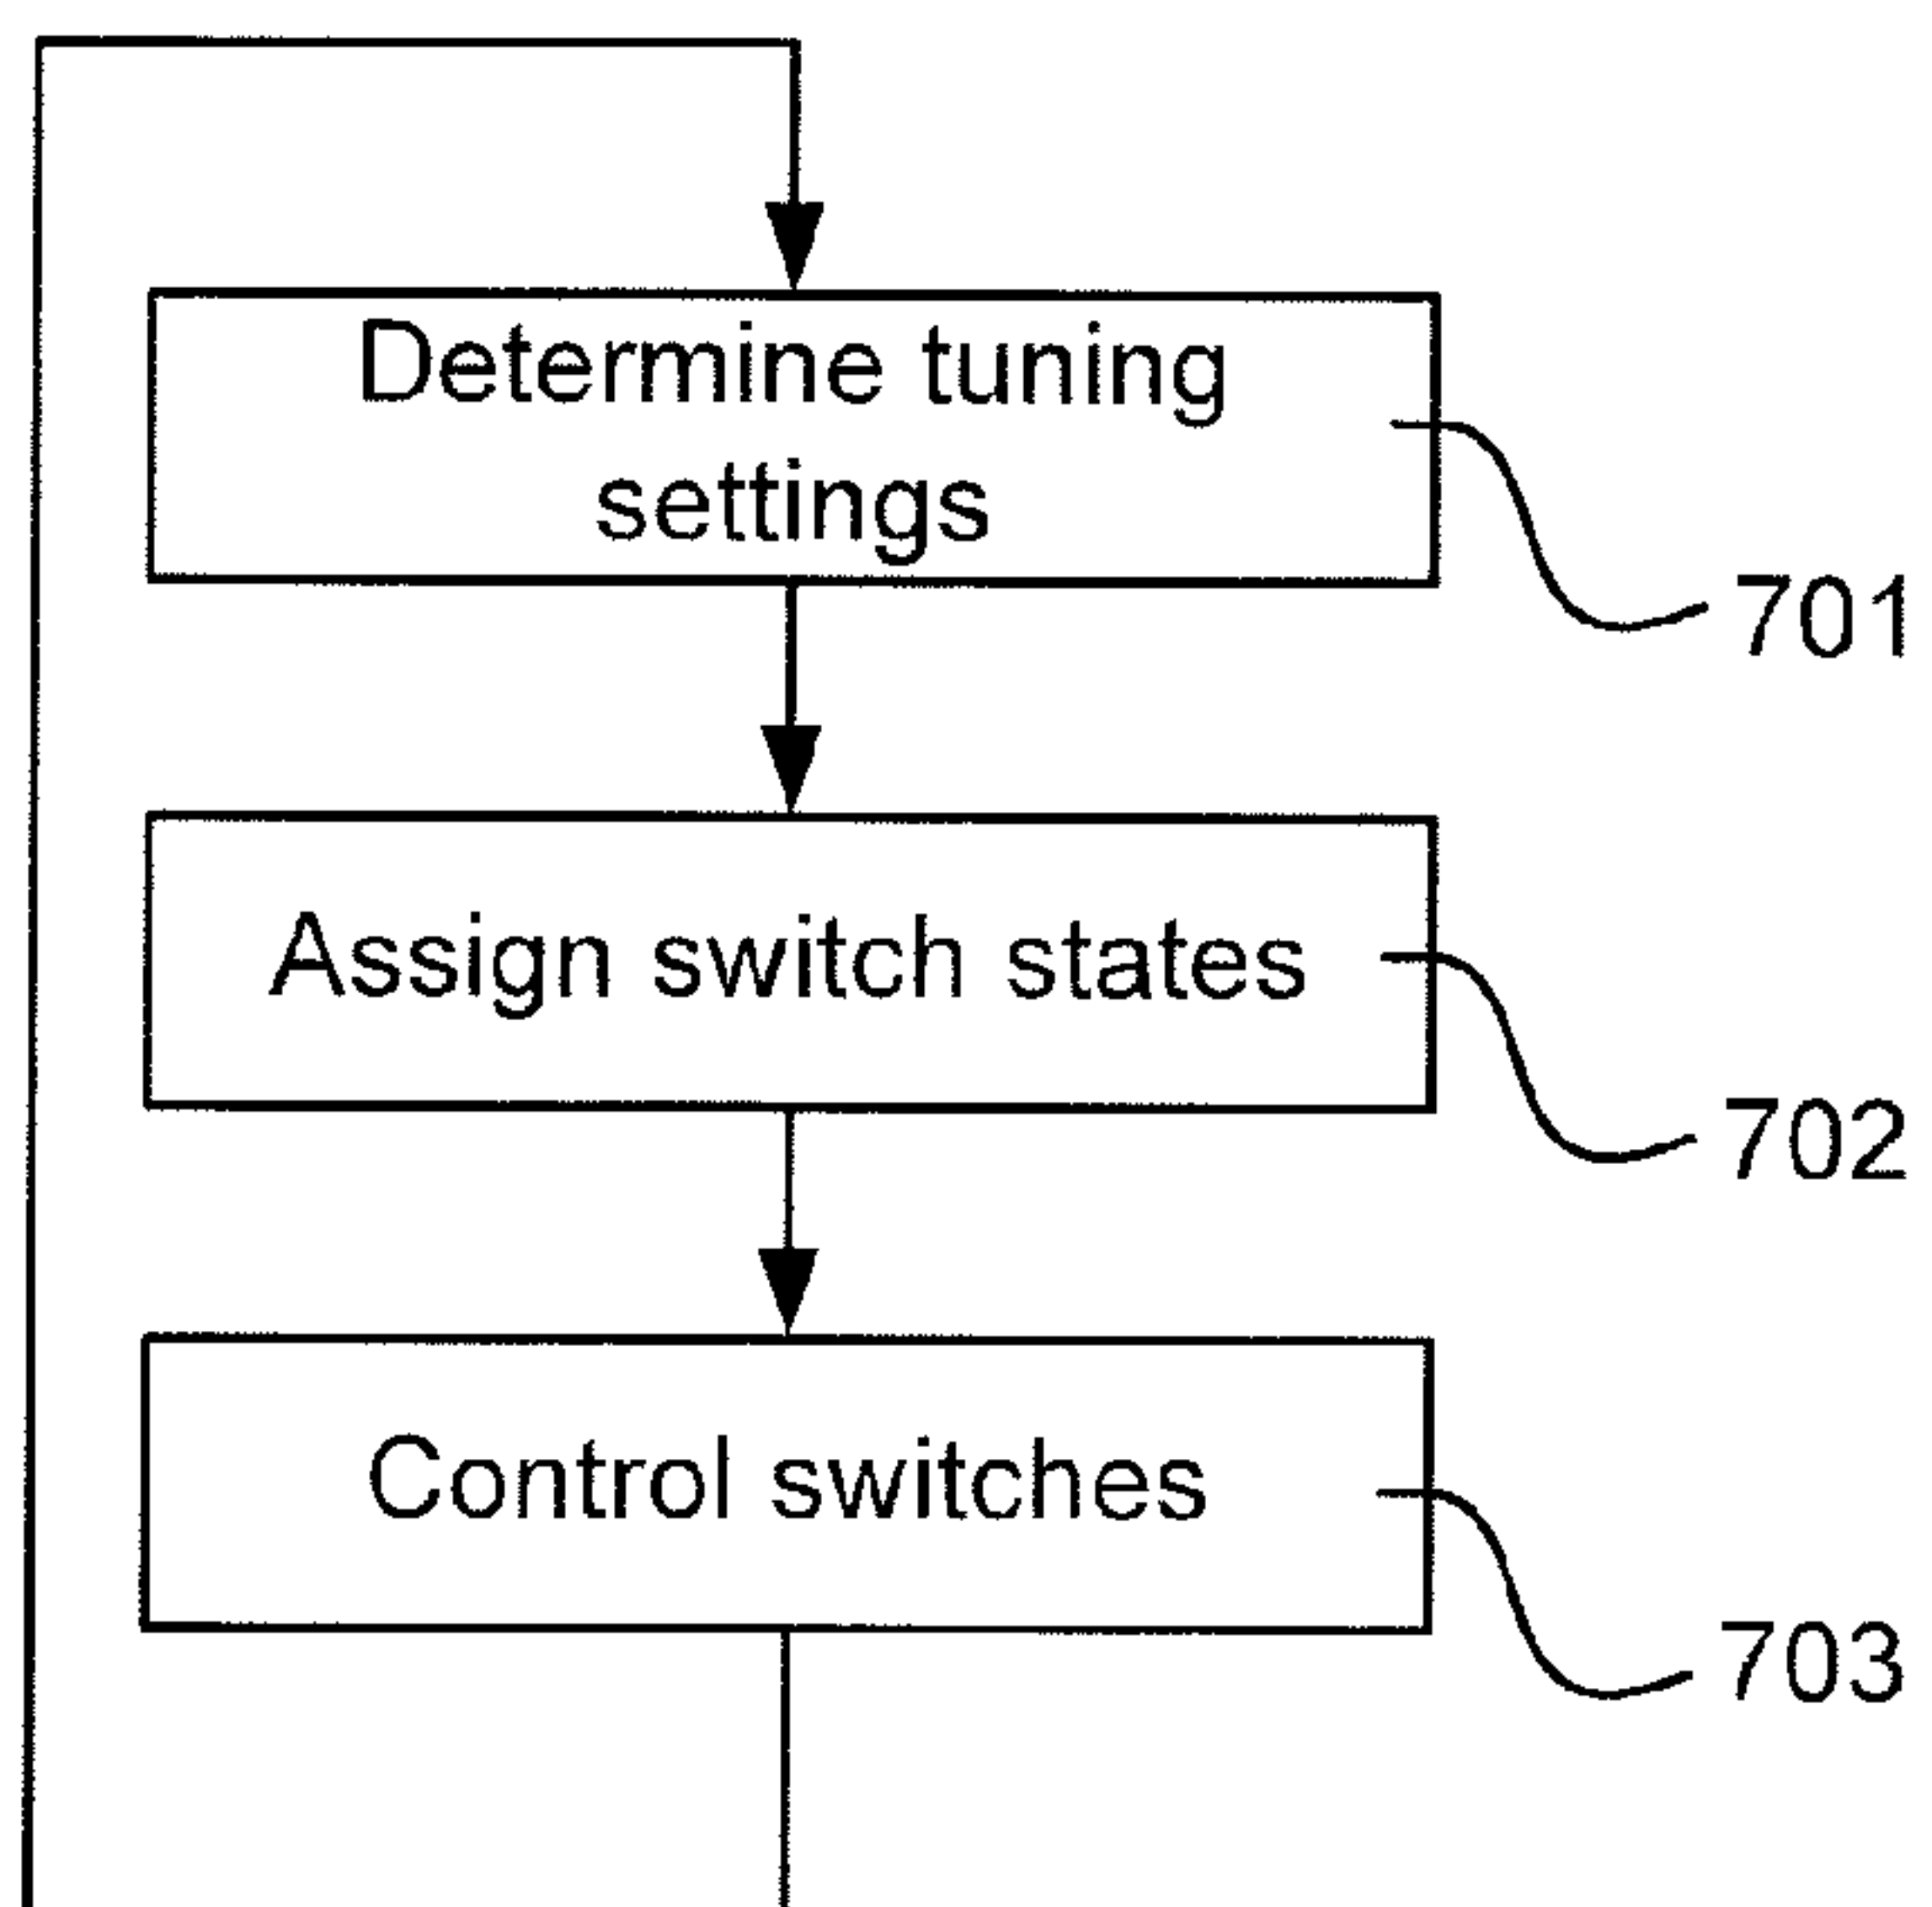 Determine tuning
settings
701
Assign switch states
702
Control switches
703